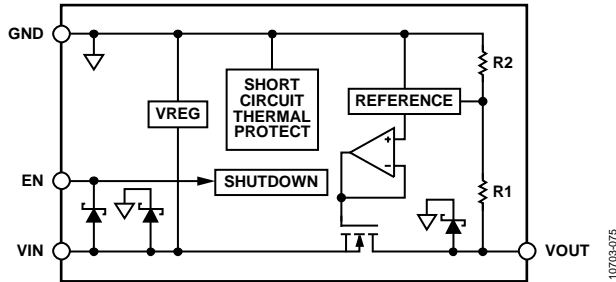 GND
R2
SHORT
CIRCUIT
THERMAL
PROTECT
VREG
REFERENCE
+
−
EN
SHUTDOWN
R1
VIN
VOUT
10703-075